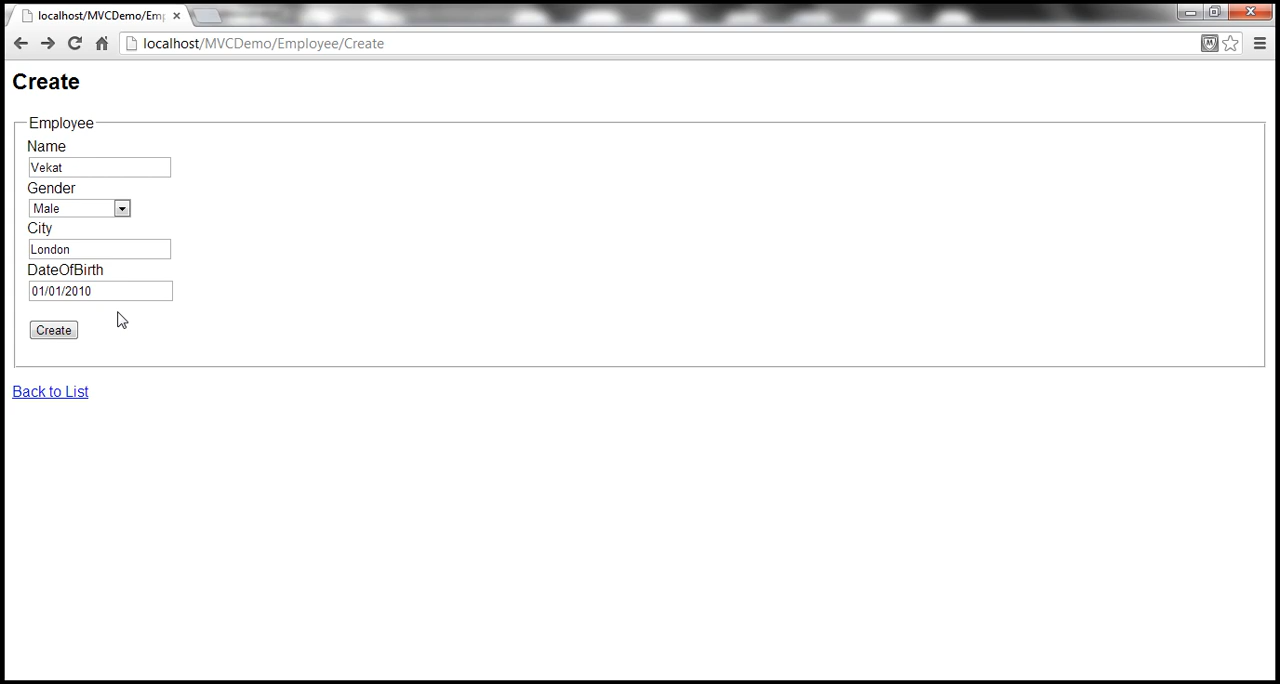 localhost/MVCDemo/Emp
localhost/MVCDemo/Employee/Create
Create
Employee
Name
Vekat
Gender
Male
City
London
DateOfBirth
01/01/2010
Create
Back to List